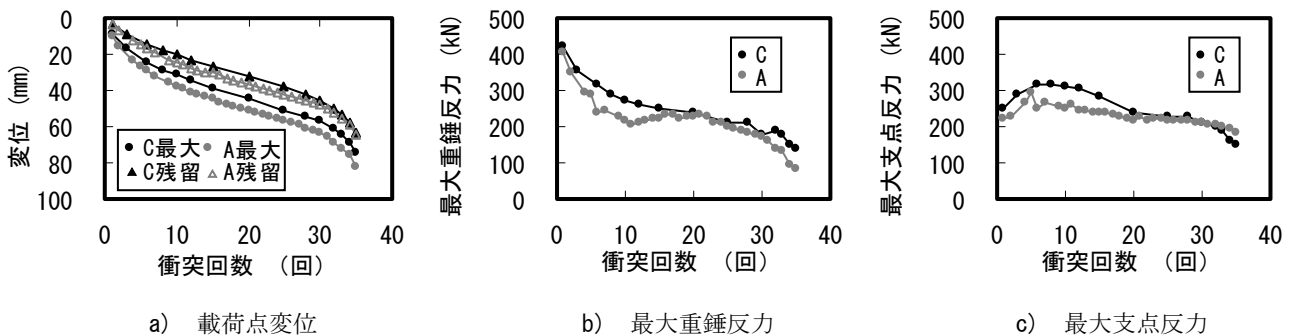 変位 (mm)
0
20
40
60
80
100
C最大 A最大
C残留 A残留
0 10 20 30 40
衝突回数 (回)
a) 載荷点変位
最大重錘反力 (kN)
500
400
300
200
100
0
C
A
0 10 20 30 40
衝突回数 (回)
b) 最大重錘反力
最大支点反力 (kN)
500
400
300
200
100
0
C
A
0 10 20 30 40
衝突回数 (回)
c) 最大支点反力